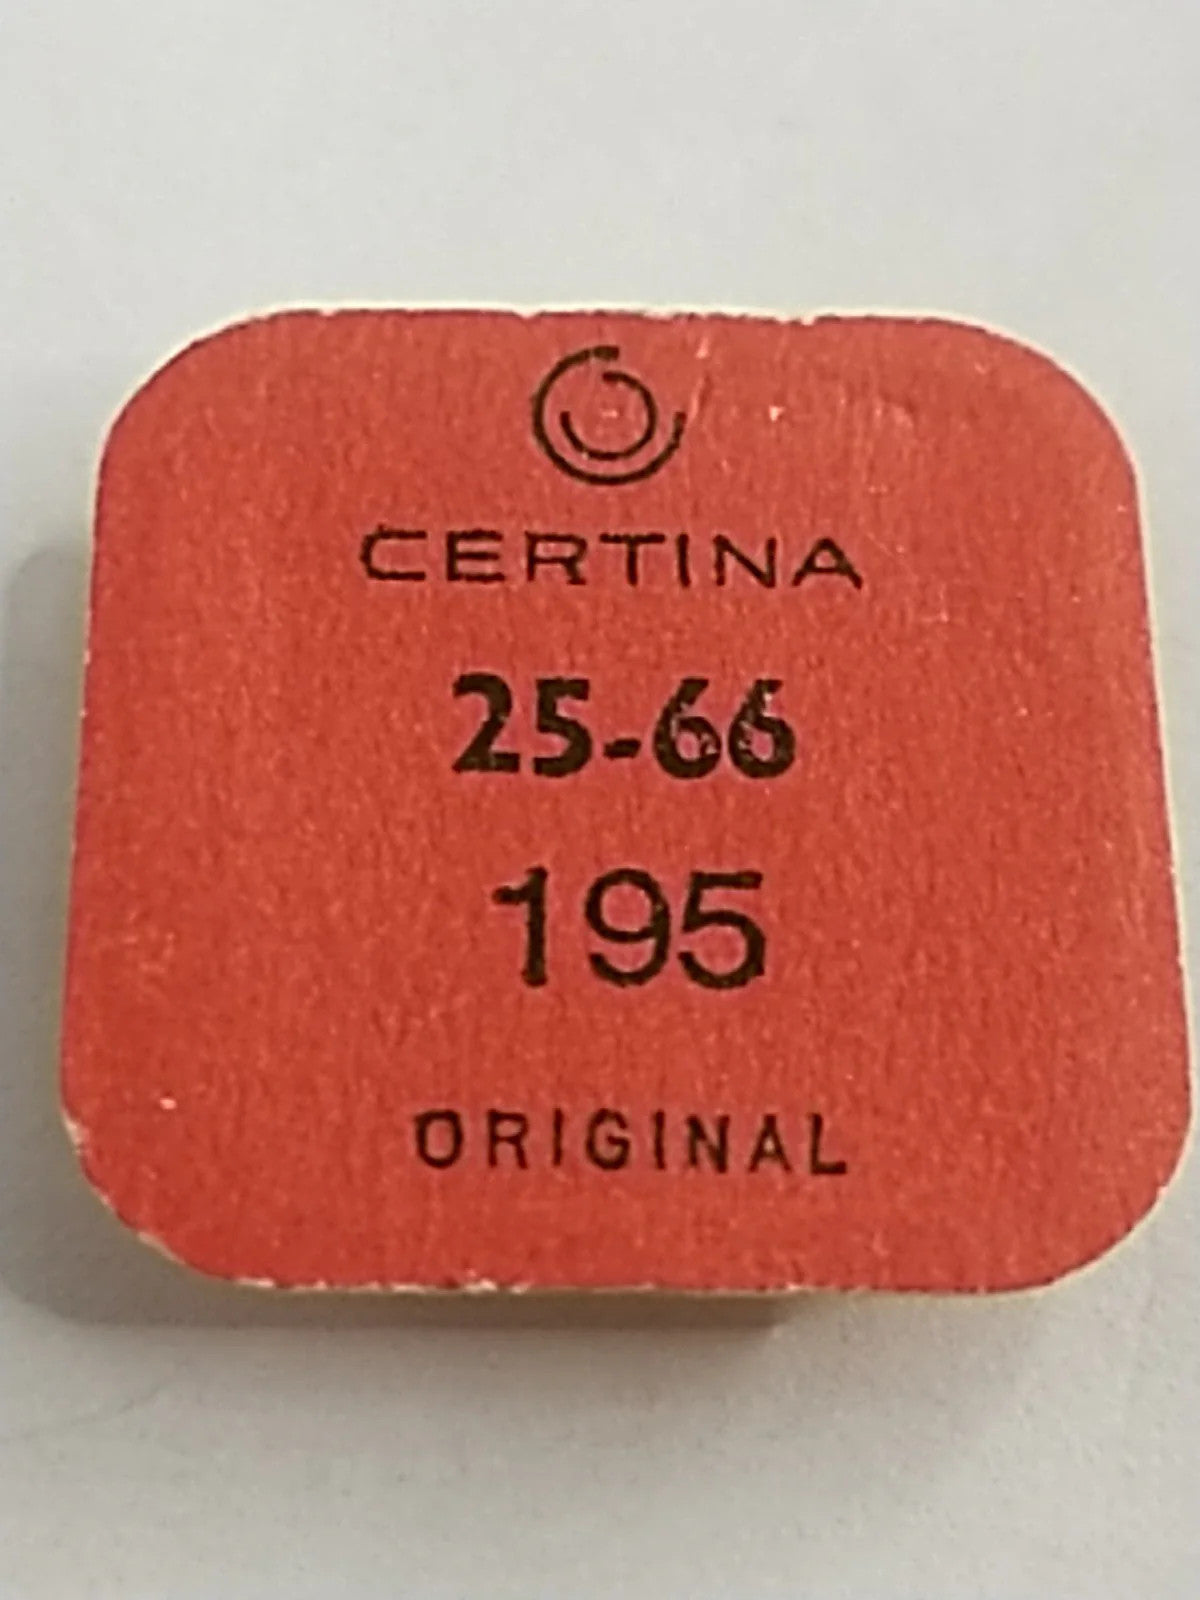 CERTINA
25-66
195
ORIGINAL